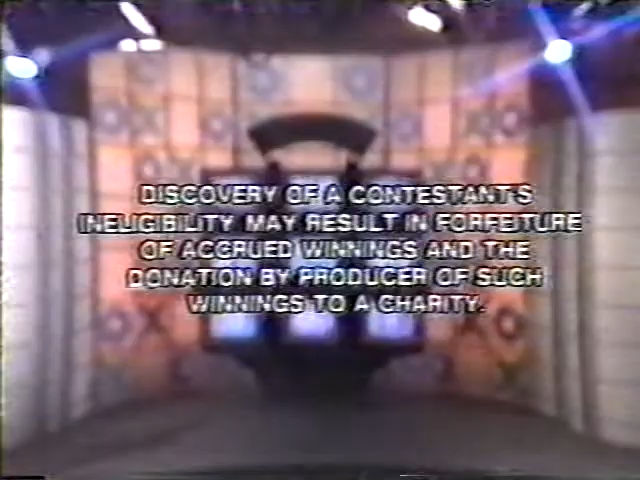 DISCOVERY OF A CONTESTANT'S
INELIGIBILITY MAY RESULT IN FORFEITURE
OF ACCRUED WINNINGS AND THE
DONATION BY PRODUCER OF SUCH
WINNINGS TO A CHARITY.